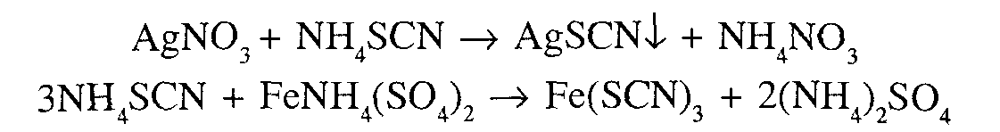 AgNO₃ + NH₄SCN → AgSCN↓ + NH₄NO₃
3NH₄SCN + FeNH₄(SO₄)₂ → Fe(SCN)₃ + 2(NH₄)₂SO₄